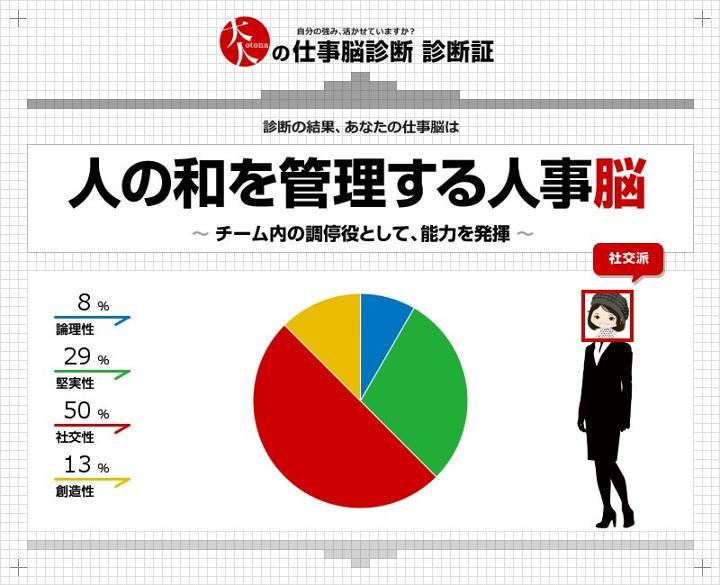 自分の強み、活かせていますか？
大人 otona の仕事脳診断 診断証
診断の結果、あなたの仕事脳は
人の和を管理する人事脳
～ チーム内の調停役として、能力を発揮 ～
社交派
8 %
論理性
29 %
堅実性
50 %
社交性
13 %
創造性